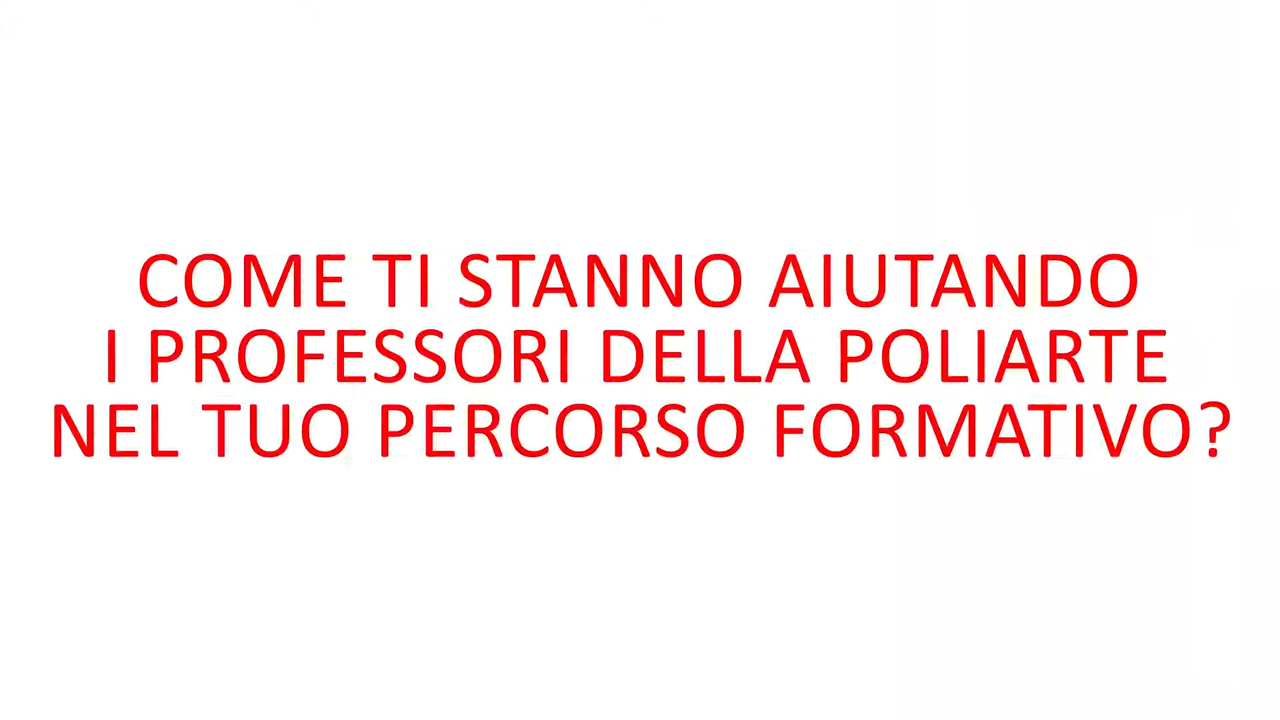 COME TI STANNO AIUTANDO
I PROFESSORI DELLA POLIARTE
NEL TUO PERCORSO FORMATIVO?